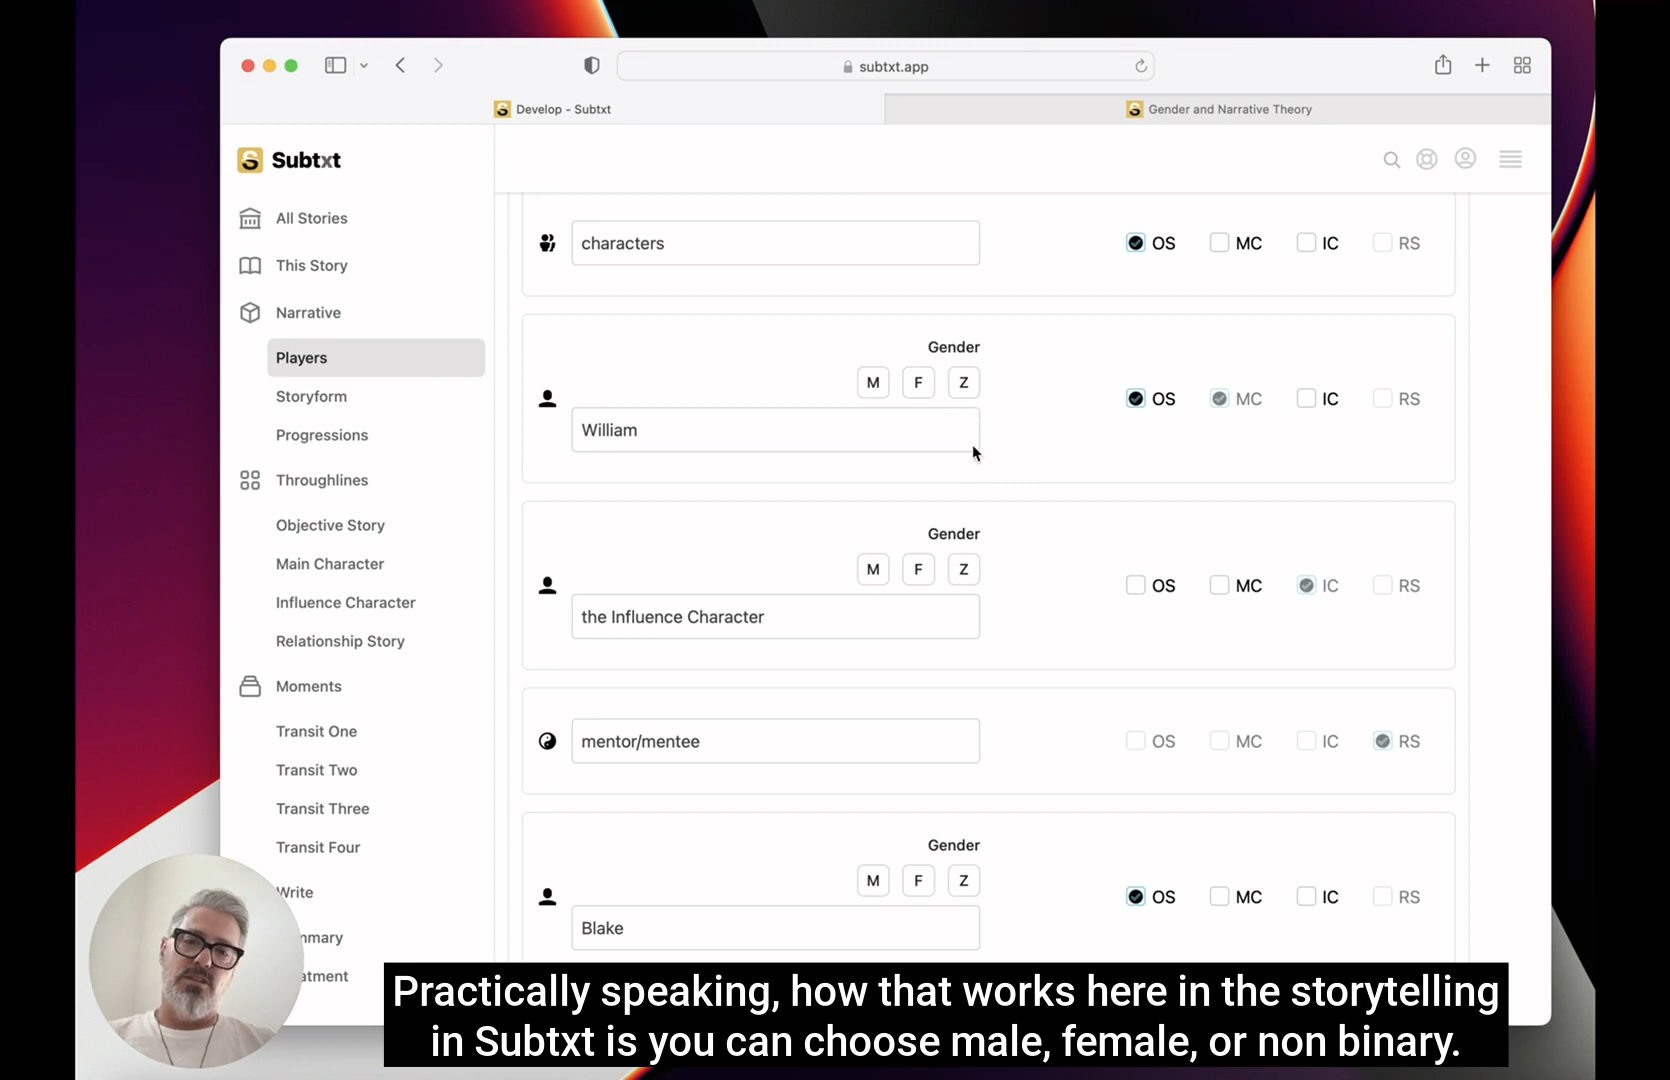 subtxt.app
Develop - Subtxt
Gender and Narrative Theory
Subtxt
All Stories
This Story
Narrative
Players
Storyform
Progressions
Throughlines
Objective Story
Main Character
Influence Character
Relationship Story
Moments
Transit One
Transit Two
Transit Three
Transit Four
Write
characters
OS MC IC RS
Gender
M F Z
William
OS MC IC RS
Gender
M F Z
the Influence Character
OS MC IC RS
mentor/mentee
OS MC IC RS
Gender
M F Z
Blake
OS MC IC RS
Practically speaking, how that works here in the storytelling
in Subtxt is you can choose male, female, or non binary.